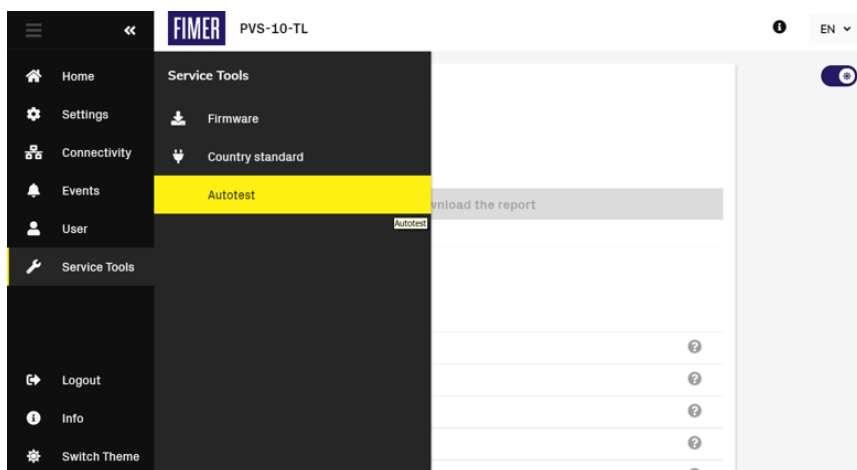 FIMER PVS-10-TL
EN
Home
Settings
Connectivity
Events
User
Service Tools
Logout
Info
Switch Theme
Service Tools
Firmware
Country standard
Autotest
Autotest
the report